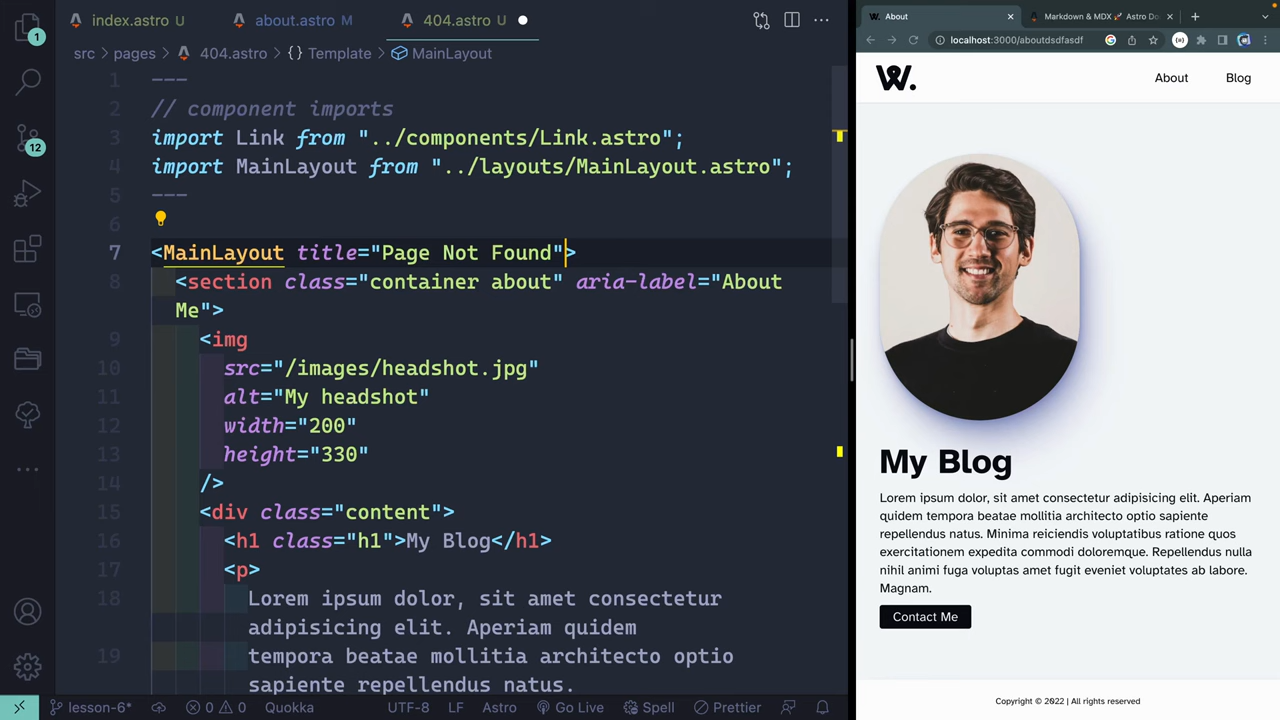 index.astro U
about.astro M
404.astro U
src pages 404.astro {} Template MainLayout
1 ---
2 // component imports
3 import Link from "../components/Link.astro";
4 import MainLayout from "../layouts/MainLayout.astro";
5 ---
6
7 <MainLayout title="Page Not Found">
8 <section class="container about" aria-label="About
Me">
9 <img
10 src="/images/headshot.jpg"
11 alt="My headshot"
12 width="200"
13 height="330"
14 />
15 <div class="content">
16 <h1 class="h1">My Blog</h1>
17 <p>
18 Lorem ipsum dolor, sit amet consectetur
adipisicing elit. Aperiam quidem
19 tempora beatae mollitia architecto optio
sapiente repellendus natus.
1
12
lesson-6* 0 0 Quokka UTF-8 LF Astro Go Live Spell Prettier
W. About
Markdown & MDX 🚀 Astro Do
localhost:3000/aboutdsdfasdf
W.
About
Blog
My Blog
Lorem ipsum dolor, sit amet consectetur adipisicing elit. Aperiam
quidem tempora beatae mollitia architecto optio sapiente
repellendus natus. Minima reiciendis voluptatibus ratione quos
exercitationem expedita commodi doloremque. Repellendus nulla
nihil animi fuga voluptas amet fugit eveniet voluptates ab labore.
Magnam.
Contact Me
Copyright © 2022 | All rights reserved